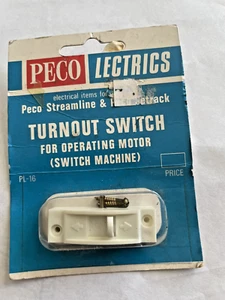 PECO LECTRICS
electrical items for
Peco Streamline &
TURNOUT SWITCH
FOR OPERATING MOTOR
(SWITCH MACHINE)
PL-16 PRICE